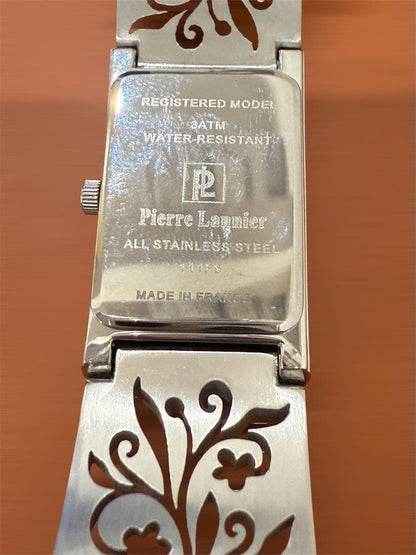 REGISTERED MODEL
3ATM
WATER-RESISTANT
PL
Pierre Lannier
ALL STAINLESS STEEL
MADE IN FRANCE